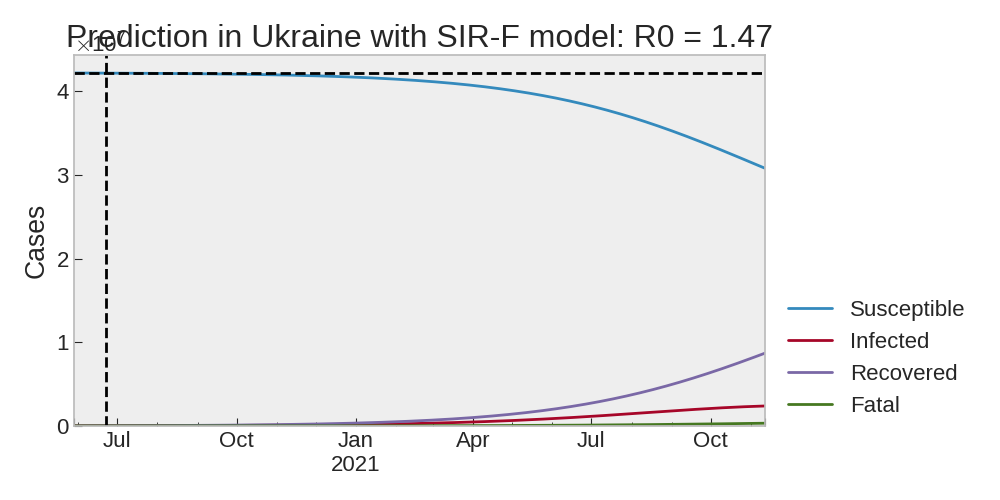 Prediction in Ukraine with SIR-F model: R0 = 1.47
×10⁷
Cases
4
3
2
1
0
Jul
Oct
Jan
2021
Apr
Jul
Oct
Susceptible
Infected
Recovered
Fatal